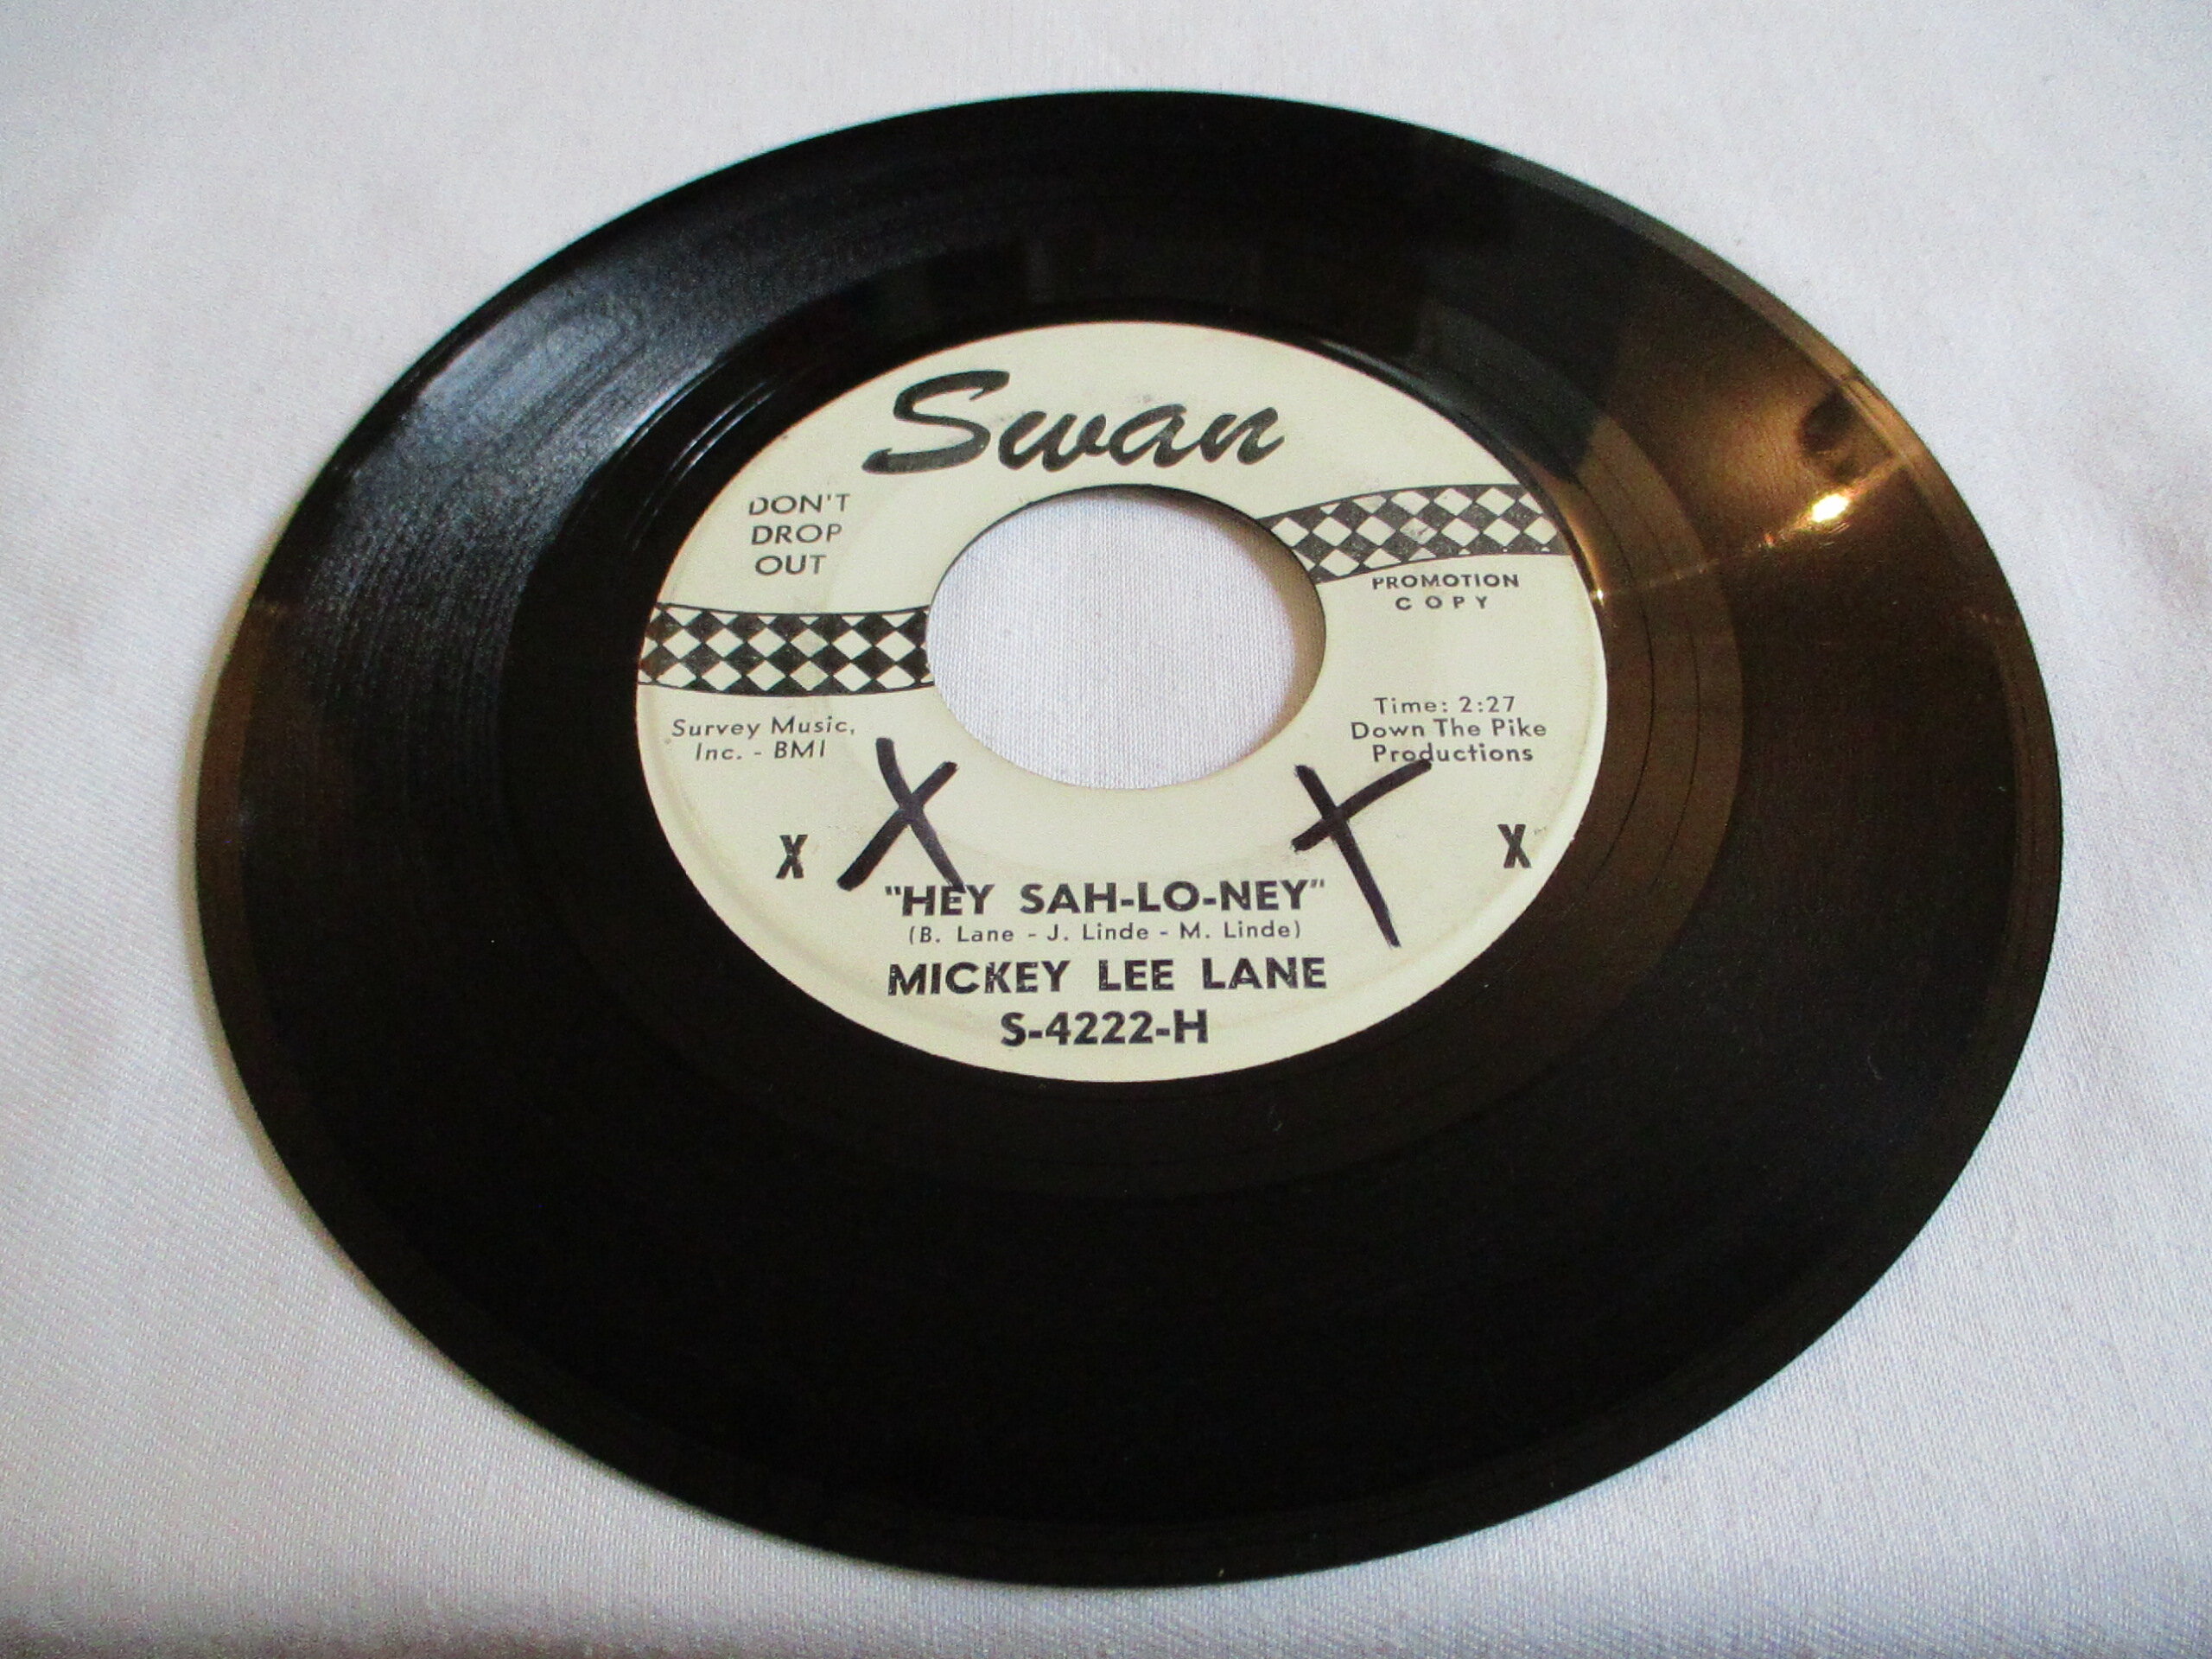 Swan
DON'T
DROP
OUT
PROMOTION
COPY
Survey Music,
Inc. - BMI
Time: 2:27
Down The Pike
Productions
X X X X
"HEY SAH-LO-NEY"
(B. Lane - J. Linde - M. Linde)
MICKEY LEE LANE
S-4222-H